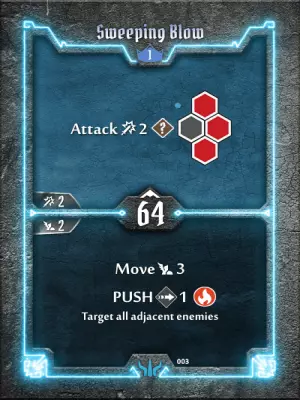 Sweeping Blow
1
Attack 2 ?
2
64
2
Move 3
PUSH 1
Target all adjacent enemies
003